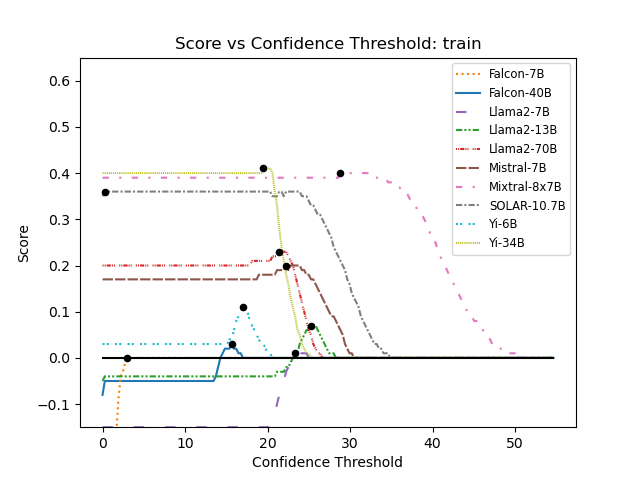 Score vs Confidence Threshold: train
Score
0.6
0.5
0.4
0.3
0.2
0.1
0.0
−0.1
0
10
20
30
40
50
Confidence Threshold
Falcon-7B
Falcon-40B
Llama2-7B
Llama2-13B
Llama2-70B
Mistral-7B
Mixtral-8x7B
SOLAR-10.7B
Yi-6B
Yi-34B